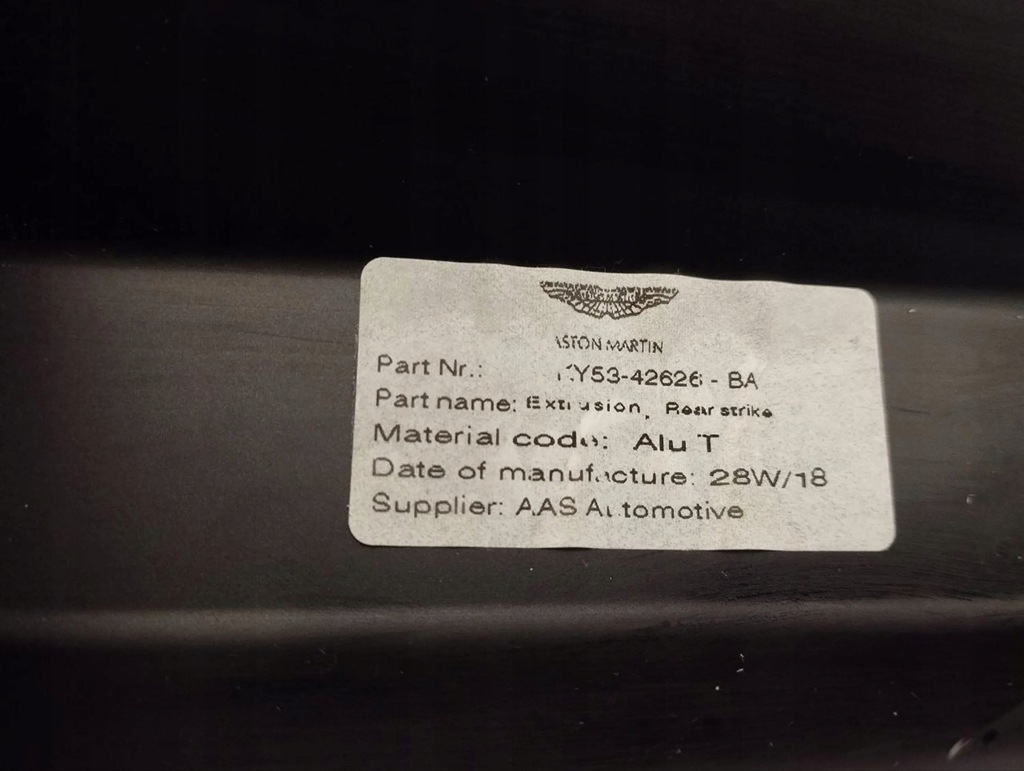 ASTON MARTIN
Part Nr.: Y53-42626 - BA
Part name: Extrusion, Rear strike
Material code: Alu T
Date of manufacture: 28W/18
Supplier: AAS Automotive